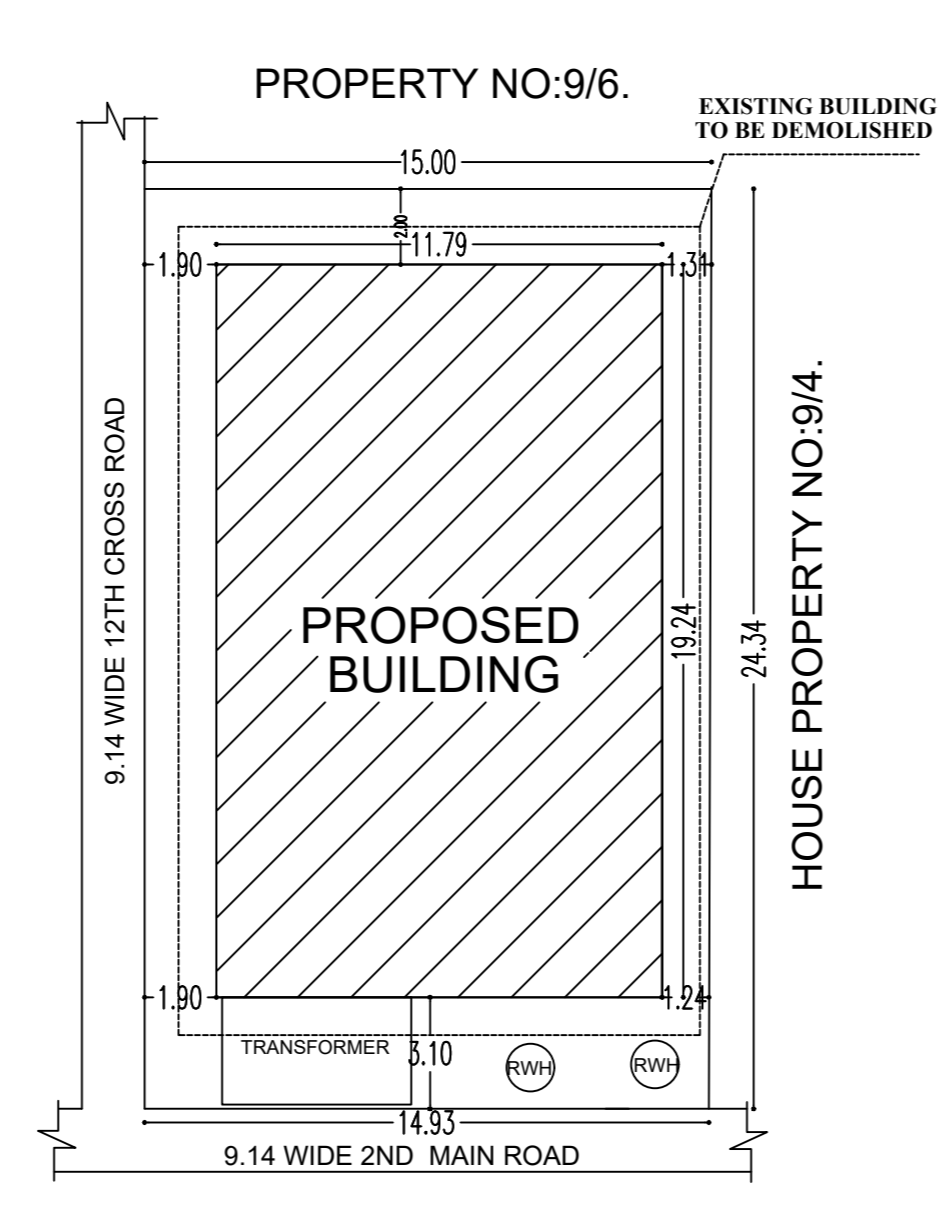 PROPERTY NO:9/6.
EXISTING BUILDING
TO BE DEMOLISHED
15.00
2.00
11.79
1.90
1.31
9.14 WIDE 12TH CROSS ROAD
PROPOSED
BUILDING
19.24
24.34
HOUSE PROPERTY NO:9/4.
1.90
1.24
TRANSFORMER
3.10
RWH
RWH
14.93
9.14 WIDE 2ND MAIN ROAD